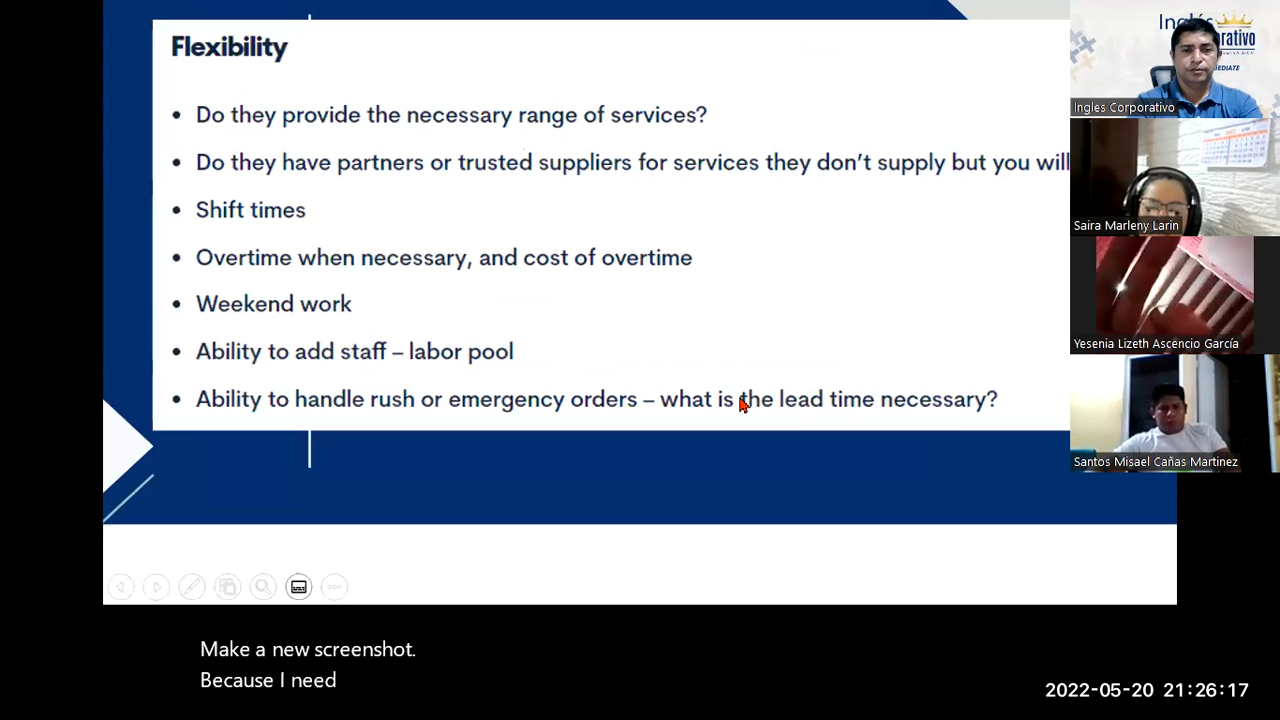 Flexibility
• Do they provide the necessary range of services?
• Do they have partners or trusted suppliers for services they don't supply but you will
• Shift times
• Overtime when necessary, and cost of overtime
• Weekend work
• Ability to add staff – labor pool
• Ability to handle rush or emergency orders – what is the lead time necessary?
Ingles Corporativo
Saira Marleny Larin
Yesenia Lizeth Ascencio García
Santos Misael Cañas Martinez
Make a new screenshot.
Because I need
2022-05-20 21:26:17